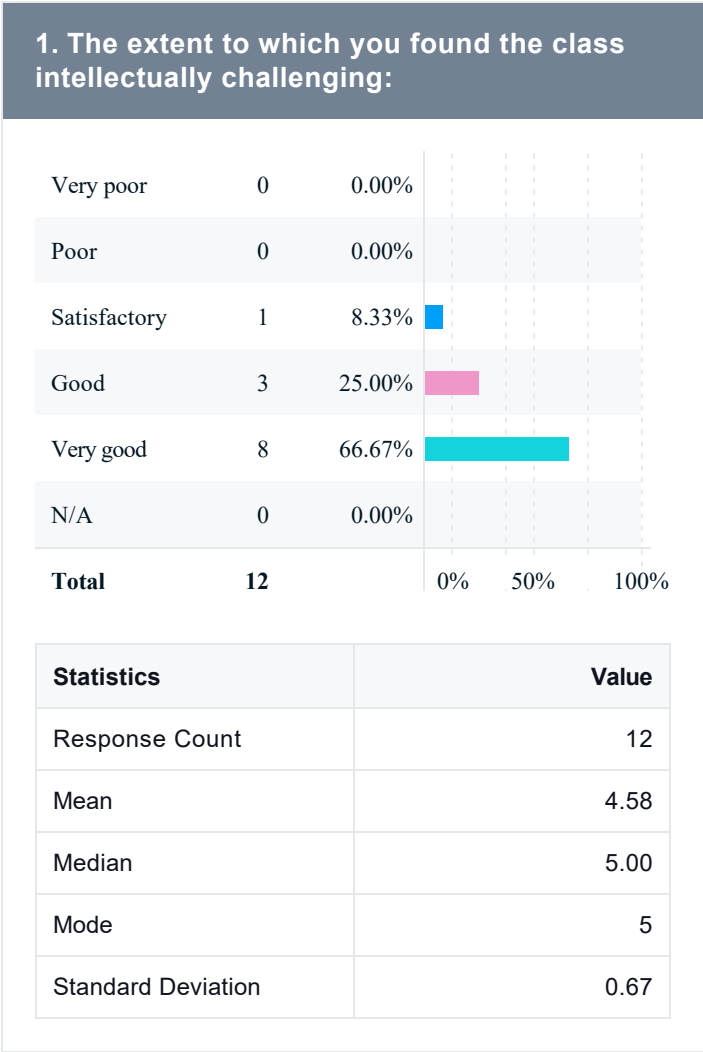 1. The extent to which you found the class
intellectually challenging:
Very poor 0 0.00%
Poor 0 0.00%
Satisfactory 1 8.33%
Good 3 25.00%
Very good 8 66.67%
N/A 0 0.00%
Total 12 0% 50% 100%
Statistics Value
Response Count 12
Mean 4.58
Median 5.00
Mode 5
Standard Deviation 0.67